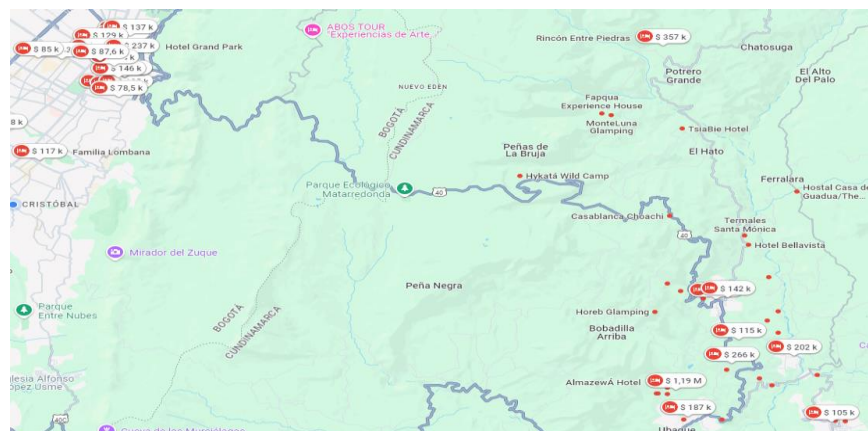 $ 137 k
$ 129 k
237 k
$ 85 k
$ 87,6 k
$ 146 k
$ 78,5 k
8 k
$ 117 k
Hotel Grand Park
ABOS TOUR
Experiencias de Arte
NUEVO EDEN
BOGOTÁ
CUNDINAMARCA
Rincón Entre Piedras
$ 357 k
Chatosuga
Potrero
Grande
El Alto
Del Palo
Fapqua
Experience House
MonteLuna
Glamping
TsiaBie Hotel
El Hato
Peñas de
La Bruja
Familia Lombana
Hykatá Wild Camp
Ferralara
Parque Ecológico
Matarredonda
40
Hostal Casa de
Guadua/The...
CRISTÓBAL
Casablanca Choachí
40
Termales
Santa Mónica
Hotel Bellavista
Mirador del Zuque
Peña Negra
$ 142 k
Parque
Entre Nubes
BOGOTÁ
CUNDINAMARCA
Horeb Glamping
Bobadilla
Arriba
$ 115 k
$ 202 k
$ 266 k
Iglesia Alfonso
López Usme
AlmazewÁ Hotel
$ 1,19 M
$ 187 k
$ 105 k
40C
Ubaque